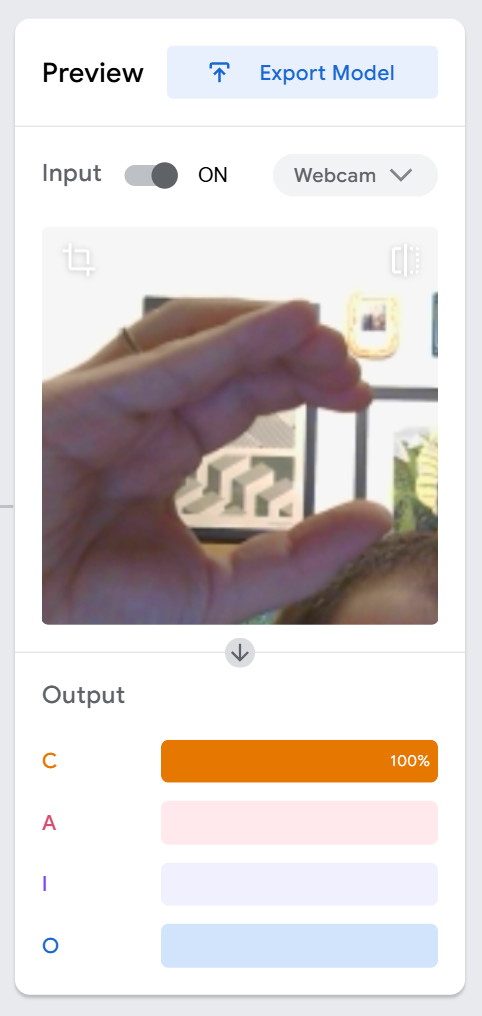 Preview
Export Model
Input ON Webcam
Output
C 100%
A
I
O